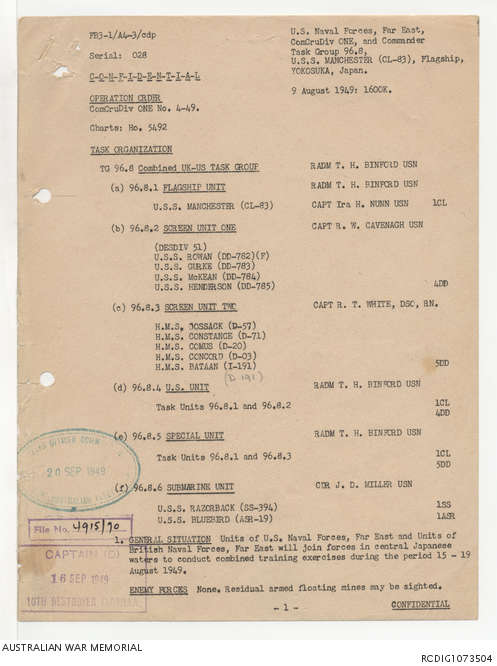 FB3-1/A4-3/cdp
Serial: 028
C-O-N-F-I-D-E-N-T-I-A-L
OPERATION ORDER
ComCruDiv ONE No. 4-49.
Charts: Ho. 5492
U.S. Naval Forces, Far East,
ComCruDiv ONE, and Commander
Task Group 96.8,
U.S.S. MANCHESTER (CL-83), Flagship,
YOKOSUKA, Japan.
9 August 1949: 1600K.
TASK ORGANIZATION
TG 96.8 Combined UK-US TASK GROUP RADM T. H. BINFORD USN
(a) 96.8.1 FLAGSHIP UNIT RADM T. H. BINFORD USN
U.S.S. MANCHESTER (CL-83) CAPT Ira H. NUNN USN 1CL
(b) 96.8.2 SCREEN UNIT ONE CAPT R. W. CAVENAGH USN
(DESDIV 51)
U.S.S. ROWAN (DD-782)(F)
U.S.S. GURKE (DD-783)
U.S.S. McKEAN (DD-784)
U.S.S. HENDERSON (DD-785) 4DD
(c) 96.8.3 SCREEN UNIT TWO CAPT R. T. WHITE, DSO, RN.
H.M.S. COSSACK (D-57)
H.M.S. CONSTANCE (D-71)
H.M.S. COMUS (D-20)
H.M.S. CONCORD (D-03)
H.M.S. BATAAN (I-191) 5DD
(D.191)
(d) 96.8.4 U.S. UNIT RADM T. H. BINFORD USN
Task Units 96.8.1 and 96.8.2 1CL
4DD
(e) 96.8.5 SPECIAL UNIT RADM T. H. BINFORD USN
Task Units 96.8.1 and 96.8.3 1CL
5DD
20 SEP 1949
(f) 96.8.6 SUBMARINE UNIT CDR J. D. MILLER USN
U.S.S. RAZORBACK (SS-394) 1SS
U.S.S. BLUEBIRD (ASR-19) 1ASR
File No. 4915/90
1. GENERAL SITUATION Units of U.S. Naval Forces, Far East and Units of
British Naval Forces, Far East will join forces in central Japanese
waters to conduct combined training exercises during the period 15 - 19
August 1949.
CAPTAIN (D)
16 SEP 1949
10TH DESTROYER
ENEMY FORCES None. Residual armed floating mines may be sighted.
- 1 - CONFIDENTIAL
AUSTRALIAN WAR MEMORIAL RCDIG1073504